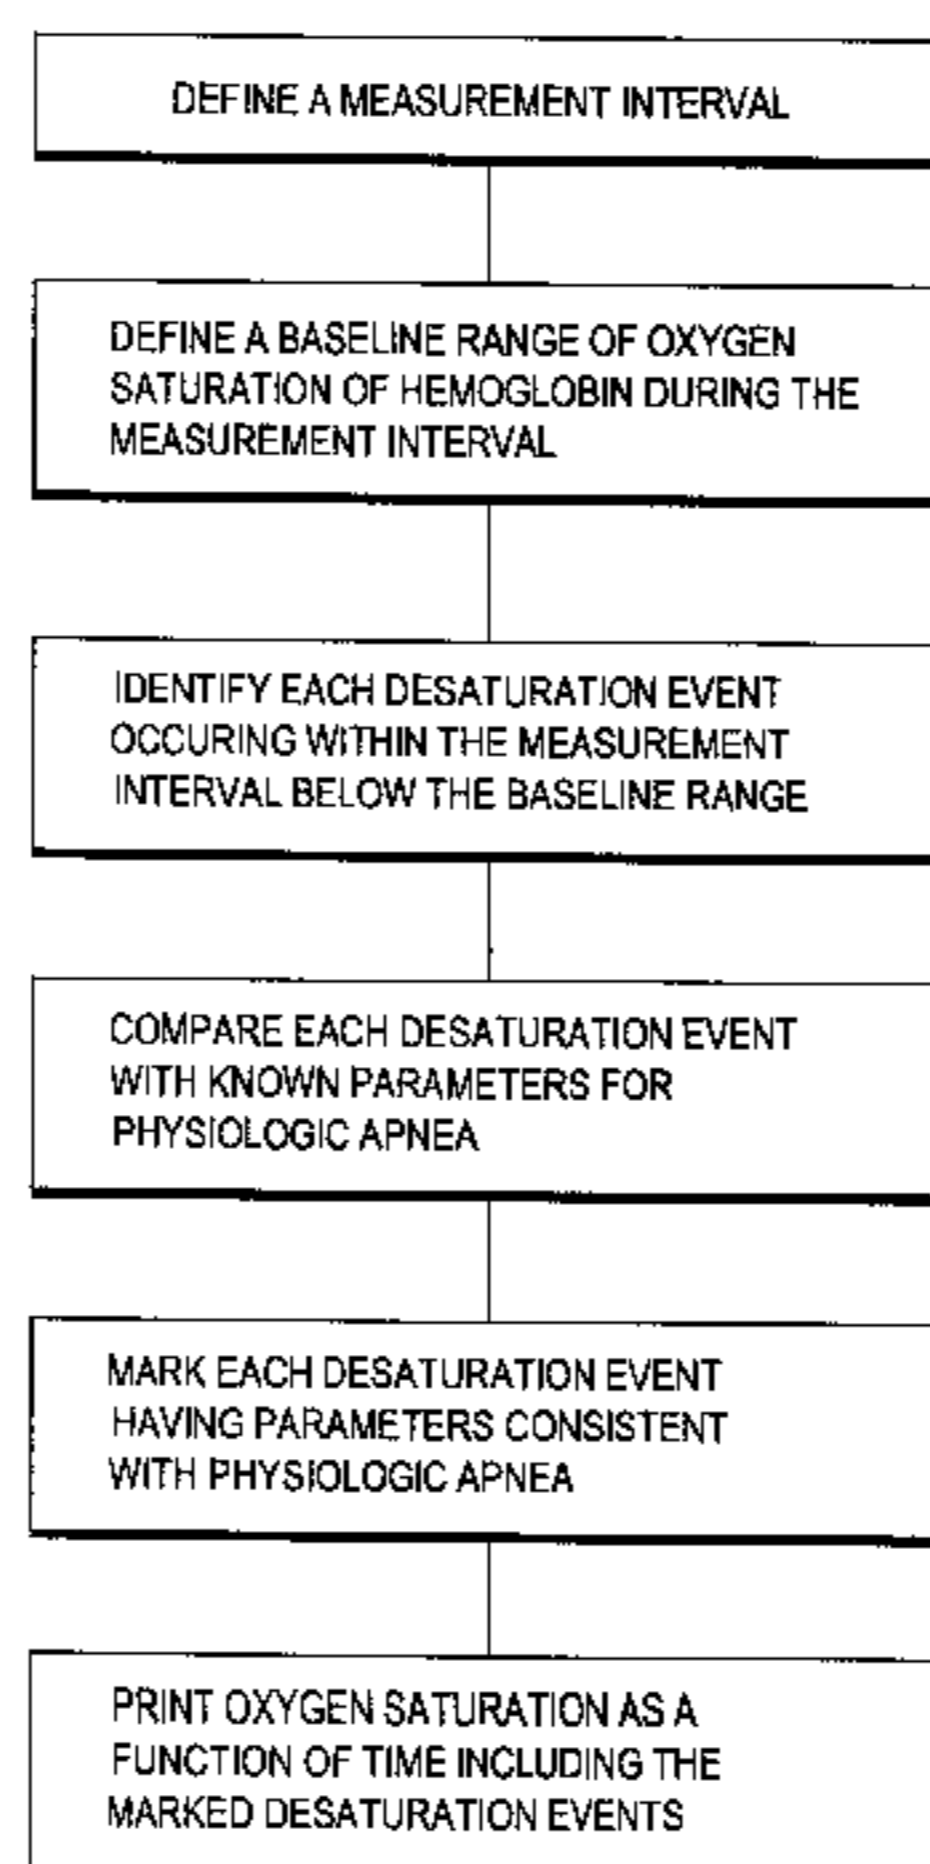 DEFINE A MEASUREMENT INTERVAL
DEFINE A BASELINE RANGE OF OXYGEN
SATURATION OF HEMOGLOBIN DURING THE
MEASUREMENT INTERVAL
IDENTIFY EACH DESATURATION EVENT
OCCURING WITHIN THE MEASUREMENT
INTERVAL BELOW THE BASELINE RANGE
COMPARE EACH DESATURATION EVENT
WITH KNOWN PARAMETERS FOR
PHYSIOLOGIC APNEA
MARK EACH DESATURATION EVENT
HAVING PARAMETERS CONSISTENT
WITH PHYSIOLOGIC APNEA
PRINT OXYGEN SATURATION AS A
FUNCTION OF TIME INCLUDING THE
MARKED DESATURATION EVENTS